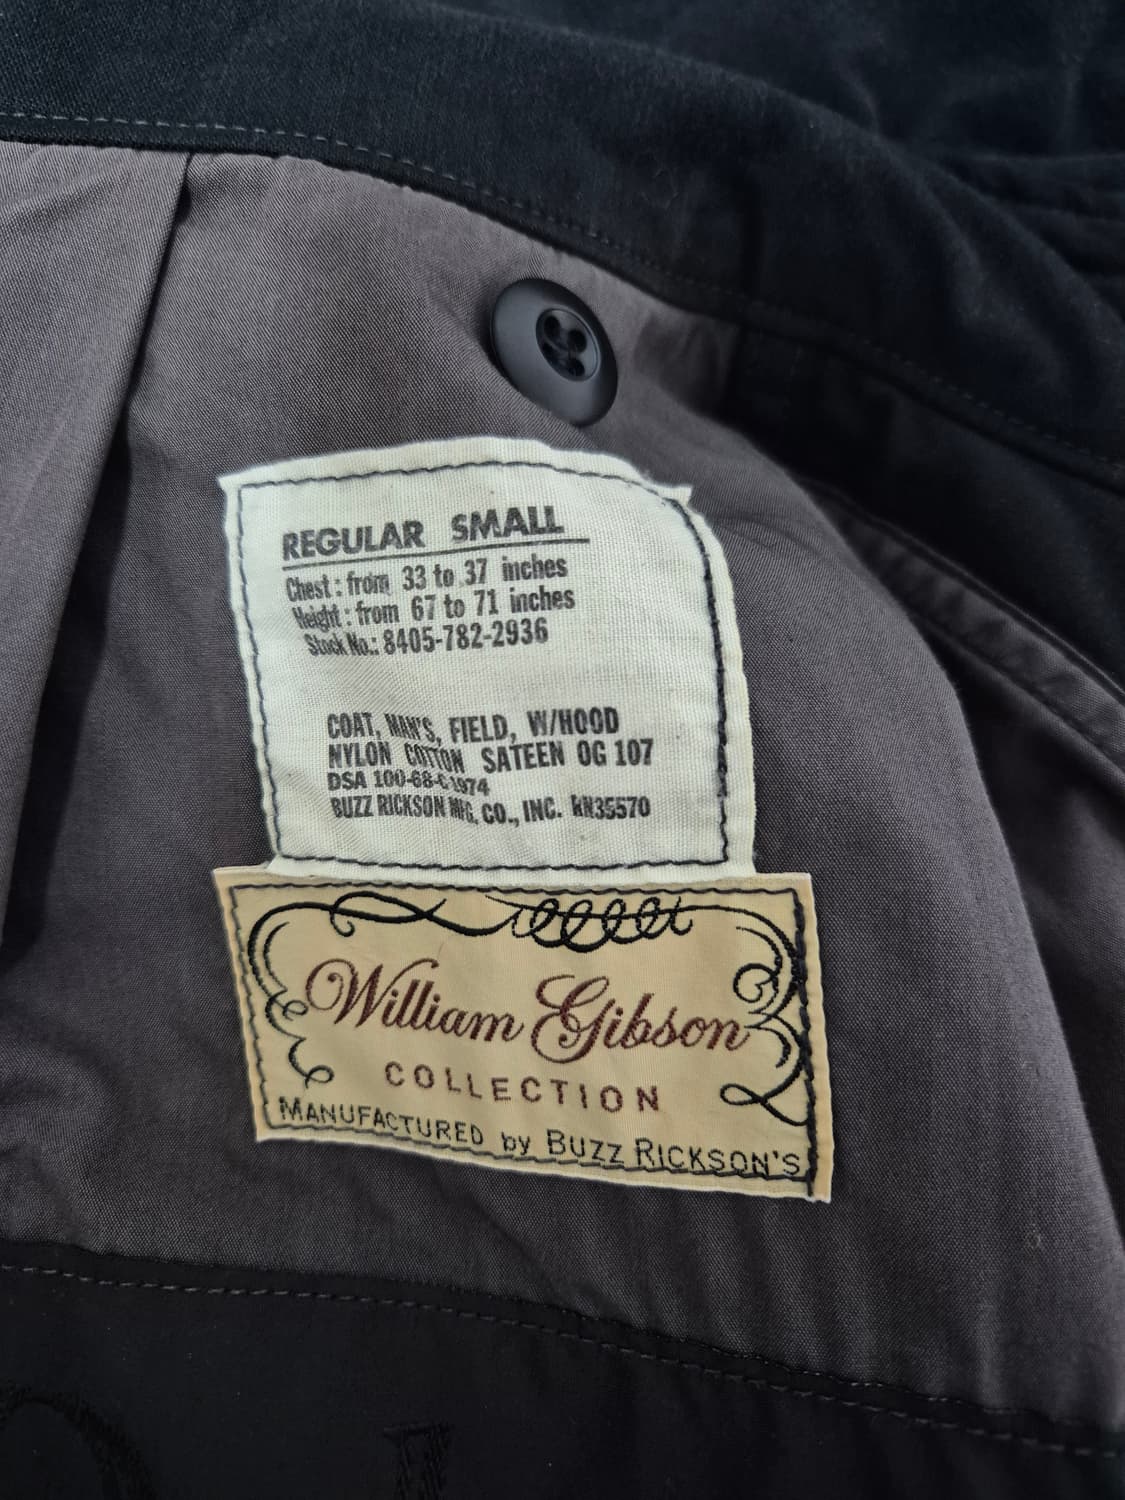 REGULAR SMALL
Chest: from 33 to 37 inches
Height: from 67 to 71 inches
Stock No.: 8405-782-2936
COAT, MAN'S, FIELD, W/HOOD
NYLON COTTON SATEEN OG 107
DSA 100-68-C-1974
BUZZ RICKSON MFG. CO., INC. WN35570
William Gibson
COLLECTION
MANUFACTURED by BUZZ RICKSON'S